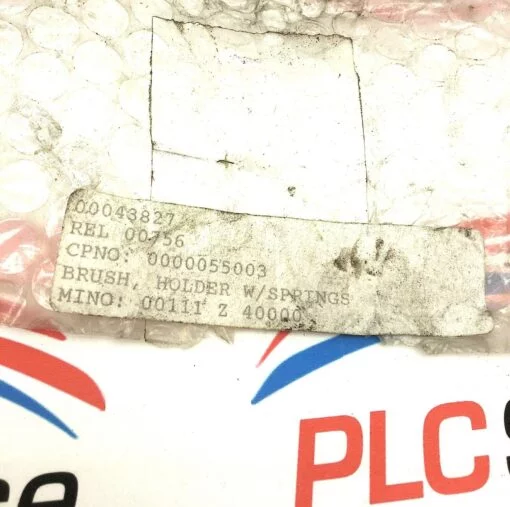 00043827
REL 00756
CPNO: 0000055003
BRUSH, HOLDER W/SPRINGS
MINO: 00111 Z 40000
PLC